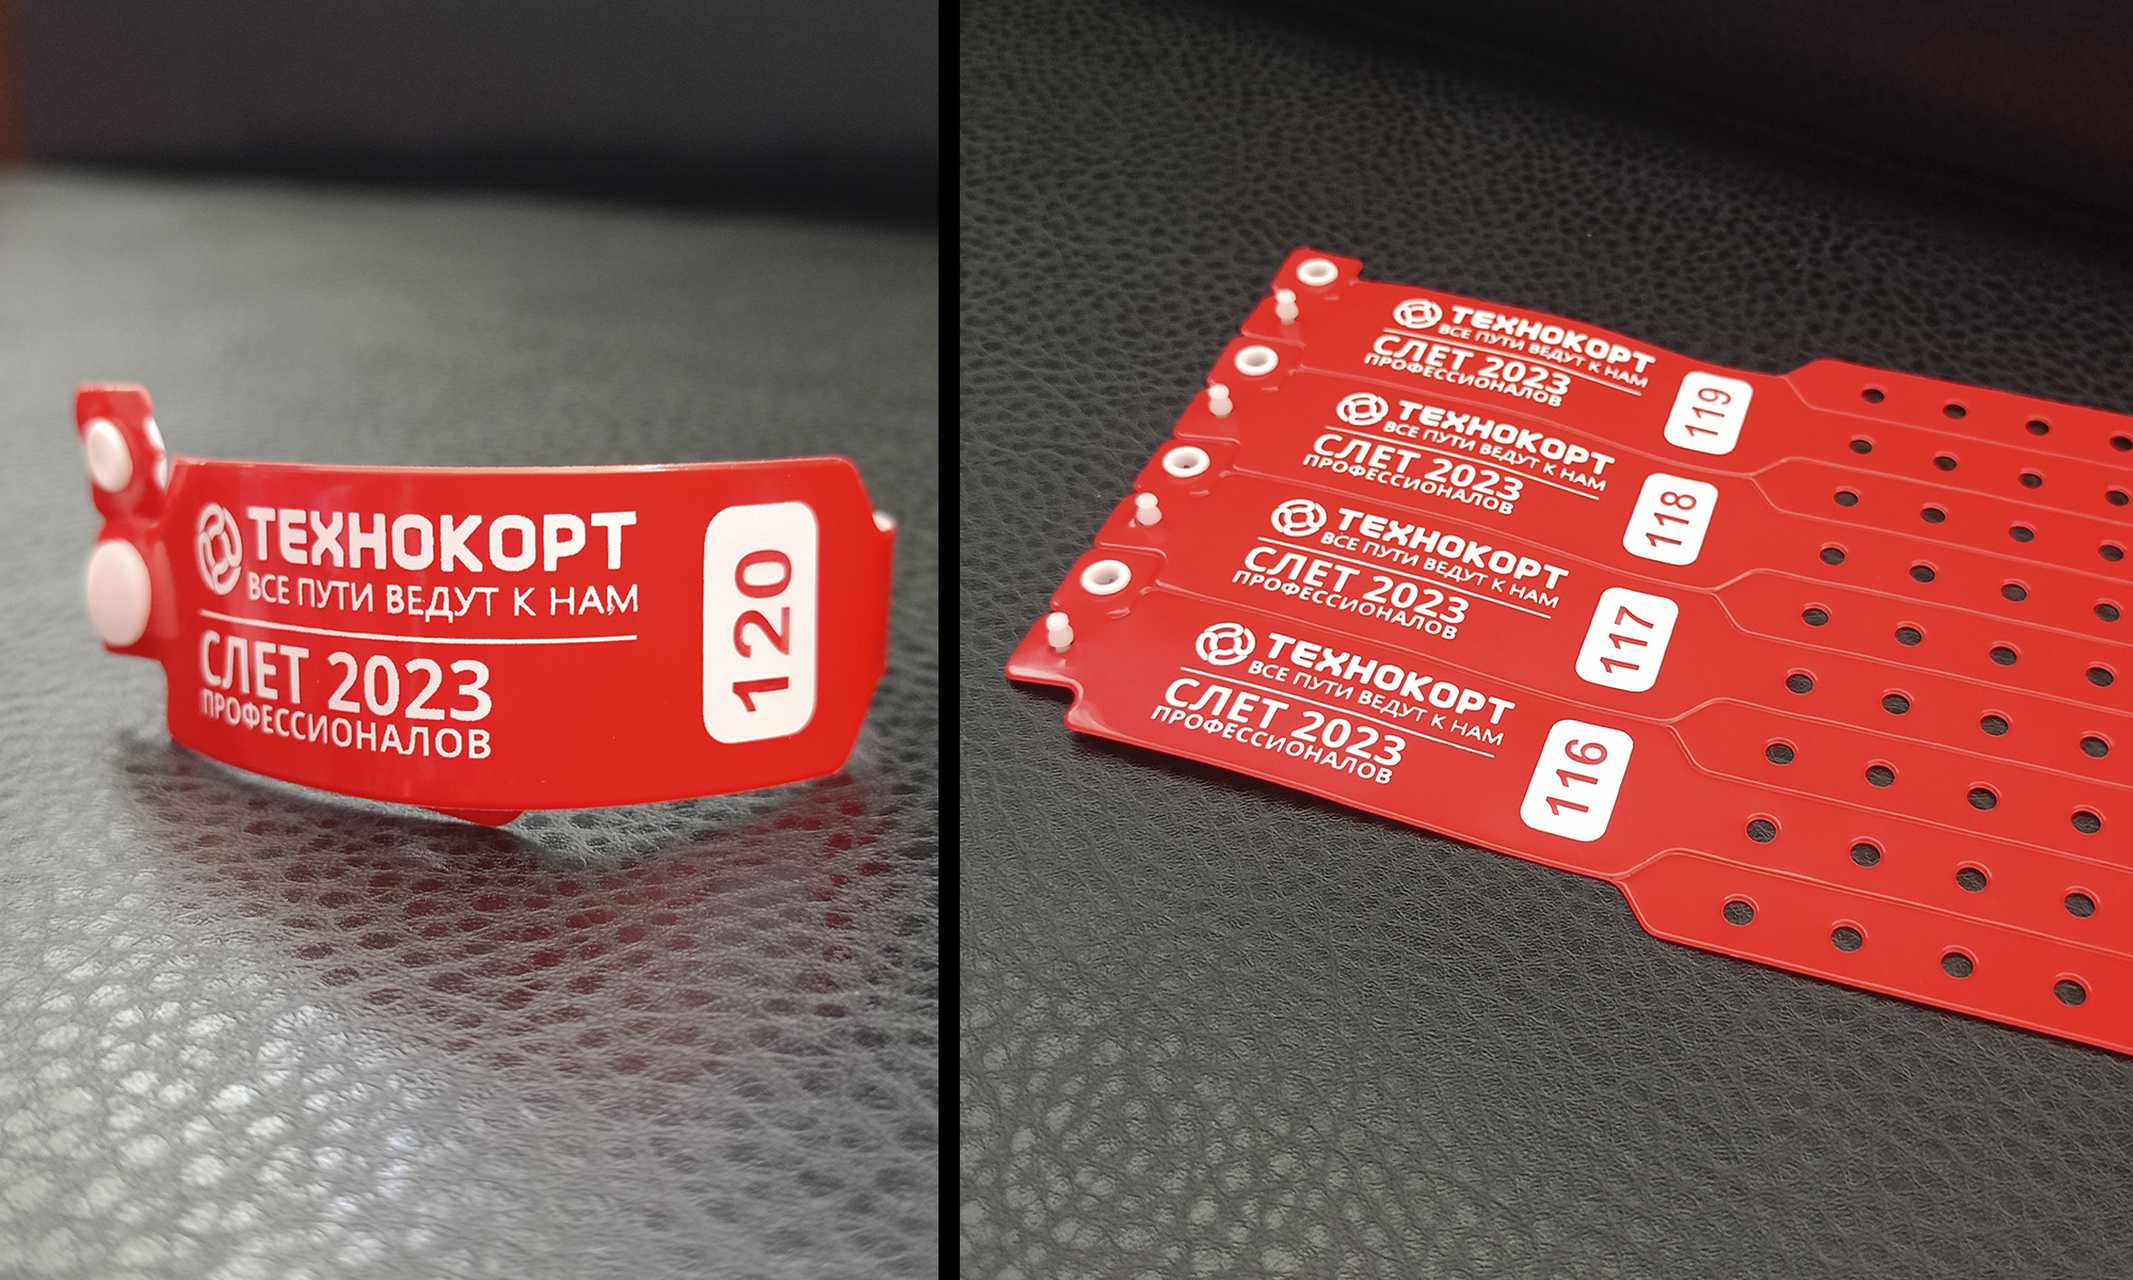 ТЕХНОКОРТ
ВСЕ ПУТИ ВЕДУТ К НАМ
СЛЕТ 2023
ПРОФЕССИОНАЛОВ
120
ТЕХНОКОРТ
ВСЕ ПУТИ ВЕДУТ К НАМ
СЛЕТ 2023
ПРОФЕССИОНАЛОВ
119
ТЕХНОКОРТ
ВСЕ ПУТИ ВЕДУТ К НАМ
СЛЕТ 2023
ПРОФЕССИОНАЛОВ
118
ТЕХНОКОРТ
ВСЕ ПУТИ ВЕДУТ К НАМ
СЛЕТ 2023
ПРОФЕССИОНАЛОВ
117
ТЕХНОКОРТ
ВСЕ ПУТИ ВЕДУТ К НАМ
СЛЕТ 2023
ПРОФЕССИОНАЛОВ
116